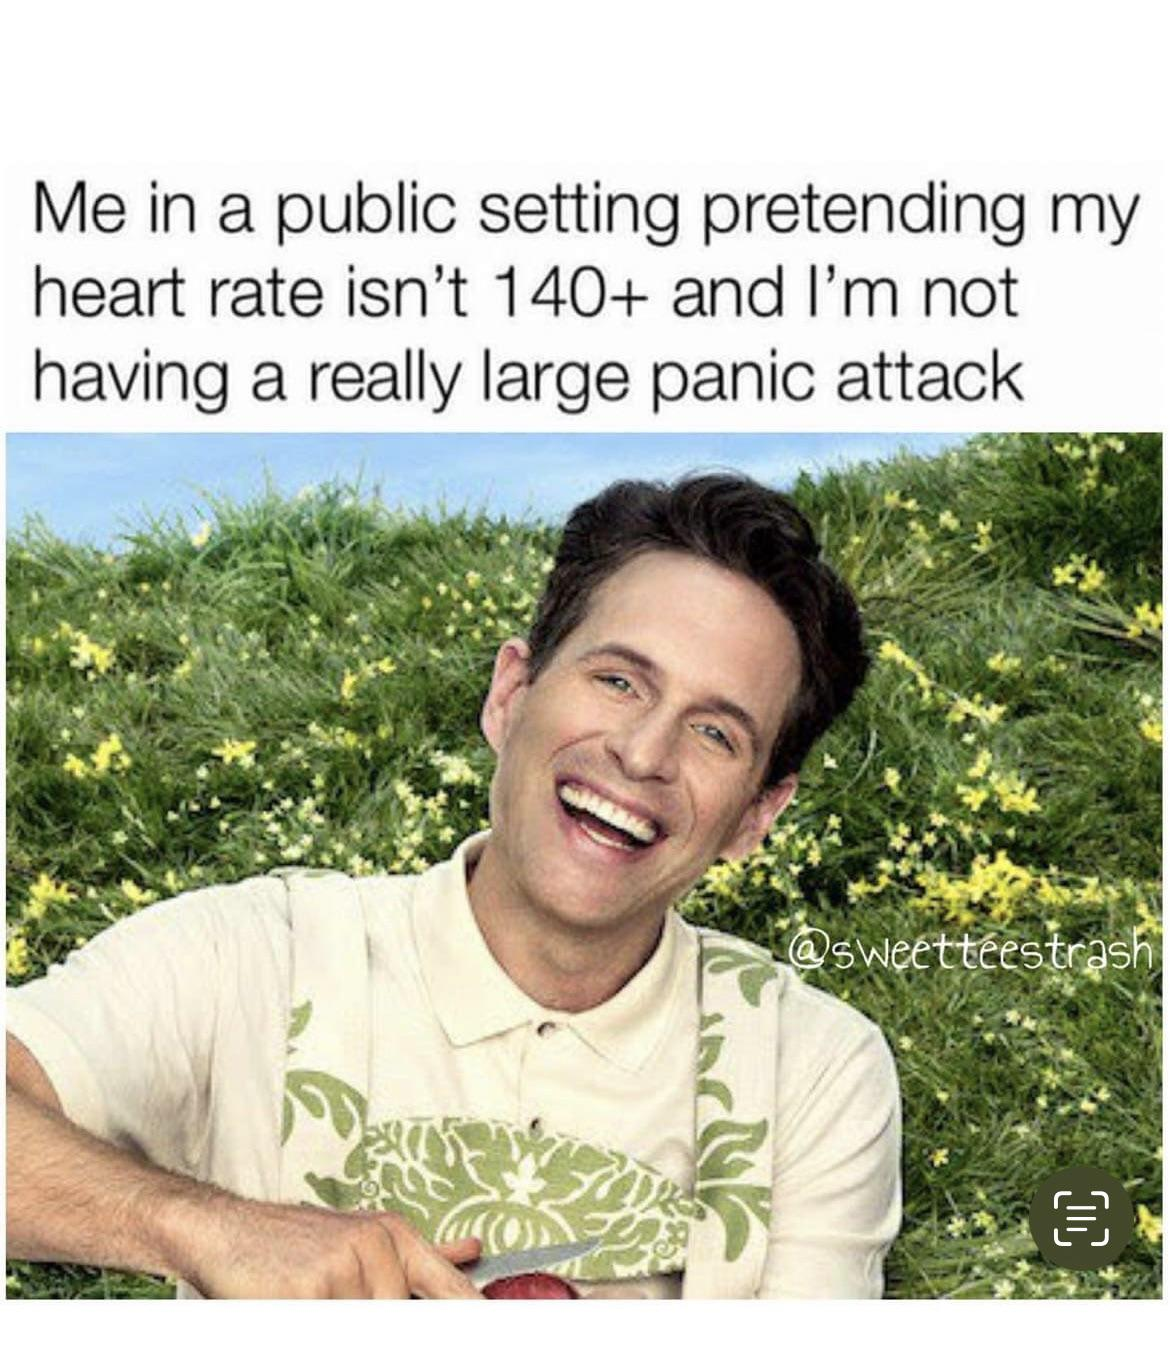 Me in a public setting pretending my
heart rate isn’t 140+ and I’m not
having a really large panic attack
@sweetteestrash